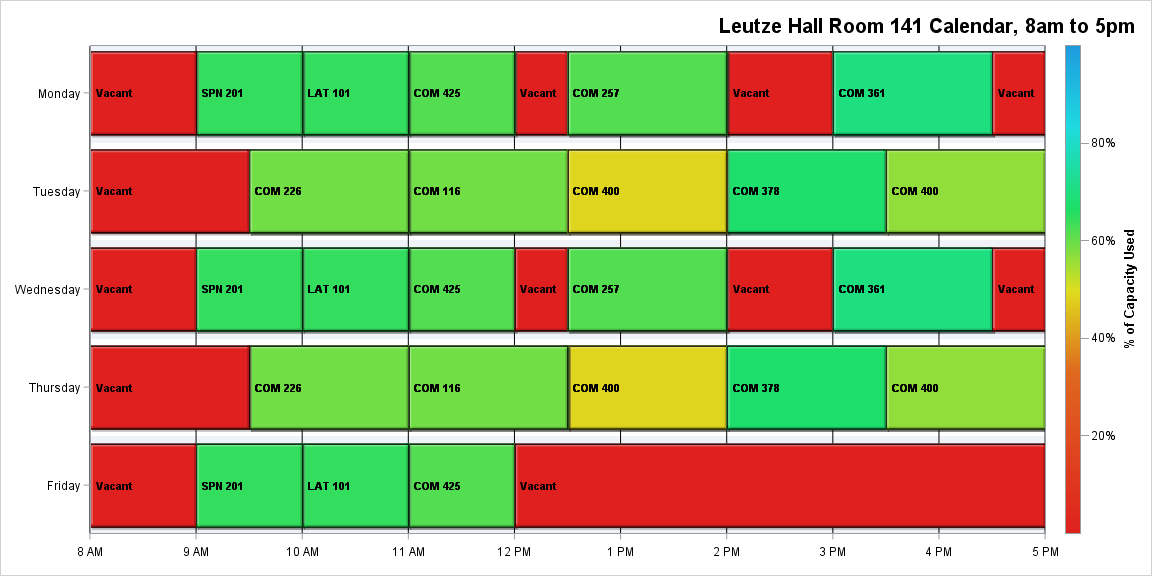 Leutze Hall Room 141 Calendar, 8am to 5pm
Monday
Vacant
SPN 201
LAT 101
COM 425
Vacant
COM 257
Vacant
COM 361
Vacant
Tuesday
Vacant
COM 226
COM 116
COM 400
COM 378
COM 400
Wednesday
Vacant
SPN 201
LAT 101
COM 425
Vacant
COM 257
Vacant
COM 361
Vacant
Thursday
Vacant
COM 226
COM 116
COM 400
COM 378
COM 400
Friday
Vacant
SPN 201
LAT 101
COM 425
Vacant
8 AM
9 AM
10 AM
11 AM
12 PM
1 PM
2 PM
3 PM
4 PM
5 PM
80%
60%
40%
20%
% of Capacity Used